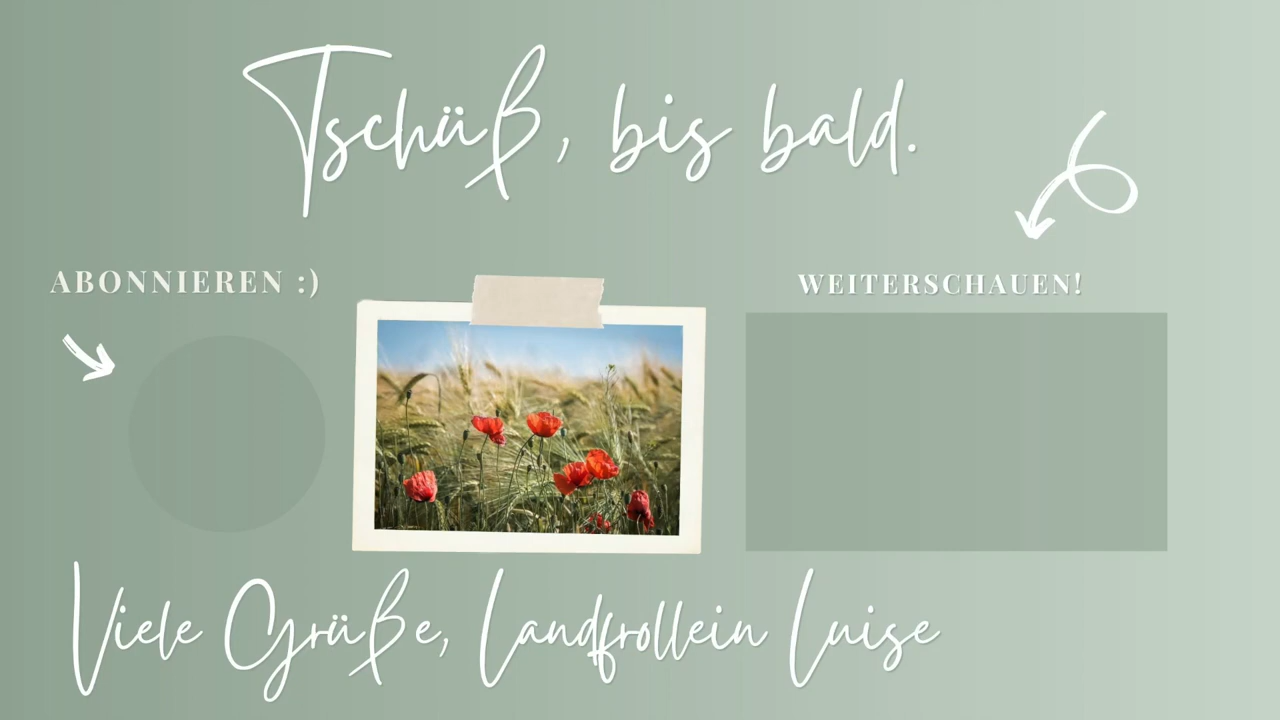 Tschüß, bis bald.
ABONNIEREN :)
WEITERSCHAUEN!
Viele Grüße, Landfrollein Luise